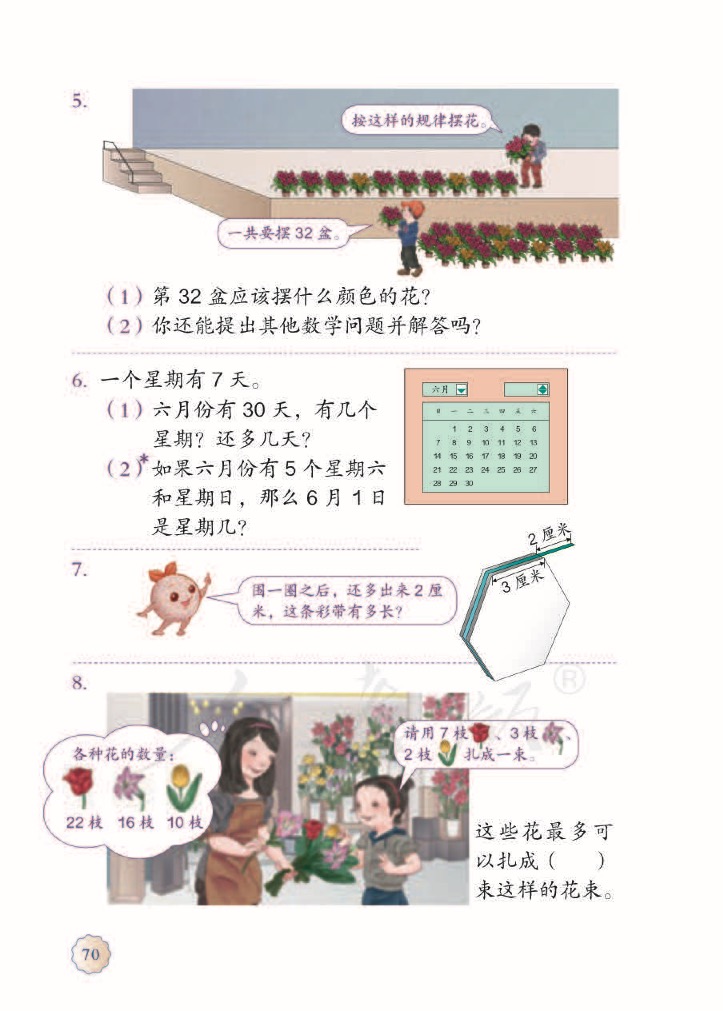 5.
按这样的规律摆花。
一共要摆 32 盆。
（1）第 32 盆应该摆什么颜色的花？
（2）你还能提出其他数学问题并解答吗？
6. 一个星期有 7 天。
（1）六月份有 30 天，有几个
星期？还多几天？
（2）*如果六月份有 5 个星期六
和星期日，那么 6 月 1 日
是星期几？
六月
日 一 二 三 四 五 六
1 2 3 4 5 6
7 8 9 10 11 12 13
14 15 16 17 18 19 20
21 22 23 24 25 26 27
28 29 30
7.
围一圈之后，还多出来 2 厘
米，这条彩带有多长？
2 厘米
3 厘米
8.
各种花的数量：
22 枝 16 枝 10 枝
请用 7 枝、3 枝、
2 枝 扎成一束。
这些花最多可
以扎成（ ）
束这样的花束。
70